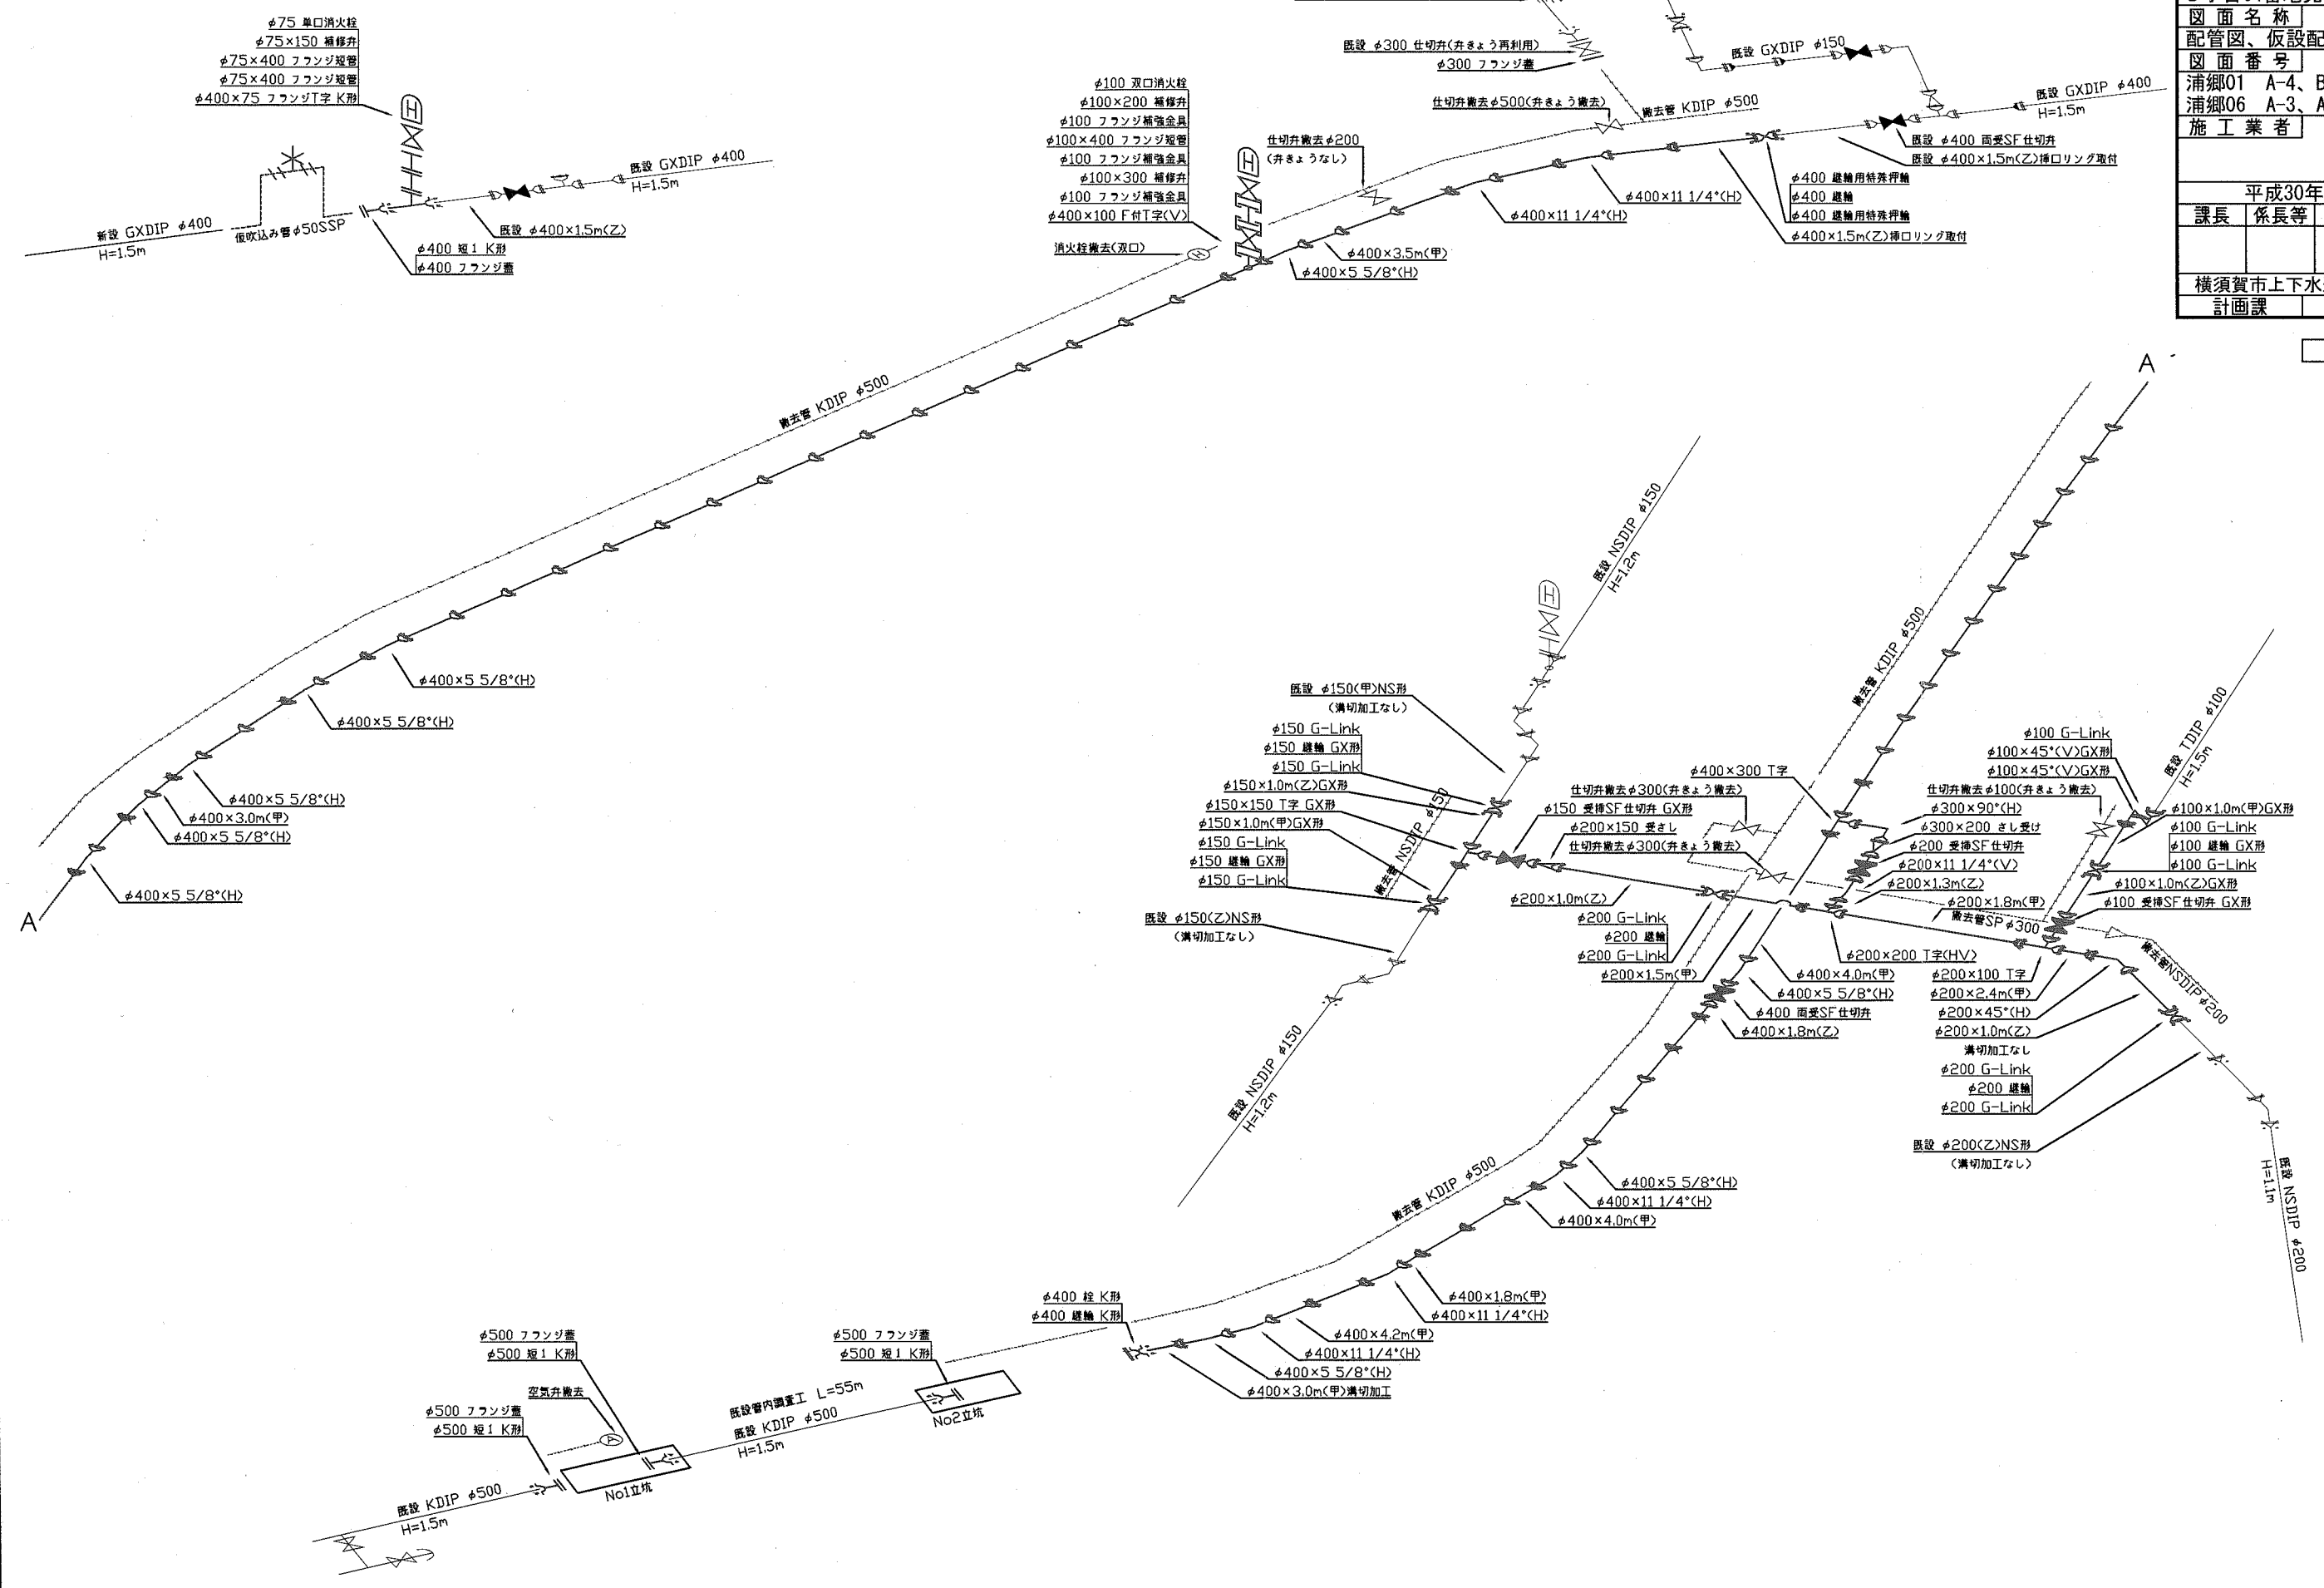 φ75 単口消火栓
φ75×150 補修弁
φ75×400 フランジ短管
φ75×400 フランジ短管
φ400×75 フランジT字 K形
既設 GXDIP φ400
H=1.5m
新設 GXDIP φ400
H=1.5m
仮吹込み管φ50SSP
既設 φ400×1.5m(乙)
φ400 短1 K形
φ400 フランジ蓋
φ100 双口消火栓
φ100×200 補修弁
φ100 フランジ補強金具
φ100×400 フランジ短管
φ100 フランジ補強金具
φ100×300 補修弁
φ100 フランジ補強金具
φ400×100 F付T字(V)
消火栓撤去(双口)
H
H
H
既設 φ300 仕切弁(弁きょう再利用)
φ300 フランジ蓋
仕切弁撤去φ500(弁きょう撤去)
仕切弁撤去φ200
(弁きょうなし)
撤去管 KDIP φ500
既設 GXDIP φ150
既設 GXDIP φ400
H=1.5m
既設 φ400 両受SF仕切弁
既設 φ400×1.5m(乙)挿口リング取付
φ400 継輪用特殊押輪
φ400 継輪
φ400 継輪用特殊押輪
φ400×1.5m(乙)挿口リング取付
φ400×11 1/4°(H)
φ400×11 1/4°(H)
φ400×3.5m(甲)
φ400×5 5/8°(H)
図面名称
配管図、仮設配
図面番号
浦郷01 A-4、B
浦郷06 A-3、A
施工業者
平成30年
課長 係長等
横須賀市上下水
計画課
撤去管 KDIP φ500
φ400×5 5/8°(H)
φ400×5 5/8°(H)
φ400×5 5/8°(H)
φ400×3.0m(甲)
φ400×5 5/8°(H)
φ400×5 5/8°(H)
A
A
既設 NSDIP φ150
H=1.2m
H
既設 φ150(甲)NS形
(溝切加工なし)
φ150 G-Link
φ150 継輪 GX形
φ150 G-Link
φ150×1.0m(乙)GX形
φ150×150 T字 GX形
φ150×1.0m(甲)GX形
φ150 G-Link
φ150 継輪 GX形
φ150 G-Link
撤去管 NSDIP φ150
既設 φ150(乙)NS形
(溝切加工なし)
既設 NSDIP φ150
H=1.2m
φ400×300 T字
仕切弁撤去φ300(弁きょう撤去)
φ150 受挿SF仕切弁 GX形
φ200×150 受さし
仕切弁撤去φ300(弁きょう撤去)
φ200×1.0m(乙)
φ200 G-Link
φ200 継輪
φ200 G-Link
φ200×1.5m(甲)
撤去管 KDIP φ500
φ100 G-Link
φ100×45°(V)GX形
φ100×45°(V)GX形
仕切弁撤去φ100(弁きょう撤去)
φ300×90°(H)
φ300×200 さし受け
φ200 受挿SF仕切弁
φ200×11 1/4°(V)
φ200×1.3m(乙)
φ200×1.8m(甲)
撤去管SPφ300
既設 TDIP φ100
H=1.5m
φ100×1.0m(甲)GX形
φ100 G-Link
φ100 継輪 GX形
φ100 G-Link
φ100×1.0m(乙)GX形
φ100 受挿SF仕切弁 GX形
φ200×200 T字(HV)
φ400×4.0m(甲)
φ400×5 5/8°(H)
φ400 両受SF仕切弁
φ400×1.8m(乙)
φ200×100 T字
φ200×2.4m(甲)
φ200×45°(H)
φ200×1.0m(乙)
溝切加工なし
φ200 G-Link
φ200 継輪
φ200 G-Link
撤去管NSDIP φ200
既設 φ200(乙)NS形
(溝切加工なし)
既設 NSDIP φ200
H=1.1m
撤去管 KDIP φ500
φ400×5 5/8°(H)
φ400×11 1/4°(H)
φ400×4.0m(甲)
φ400×1.8m(甲)
φ400×11 1/4°(H)
φ400×4.2m(甲)
φ400×11 1/4°(H)
φ400×5 5/8°(H)
φ400×3.0m(甲)溝切加工
φ400 栓 K形
φ400 継輪 K形
φ500 フランジ蓋
φ500 短1 K形
φ500 フランジ蓋
φ500 短1 K形
空気弁撤去
φ500 フランジ蓋
φ500 短1 K形
A
既設管内調査工 L=55m
既設 KDIP φ500
H=1.5m
No2立坑
No1立坑
既設 KDIP φ500
H=1.5m